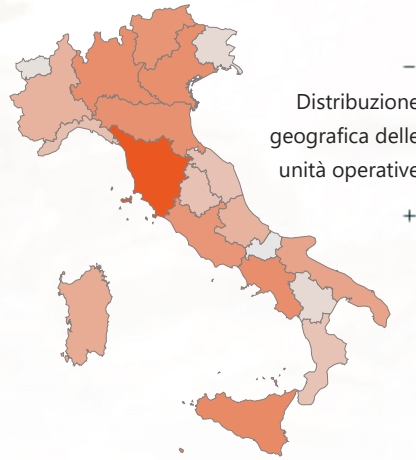 –
Distribuzione
geografica delle
unità operative
+